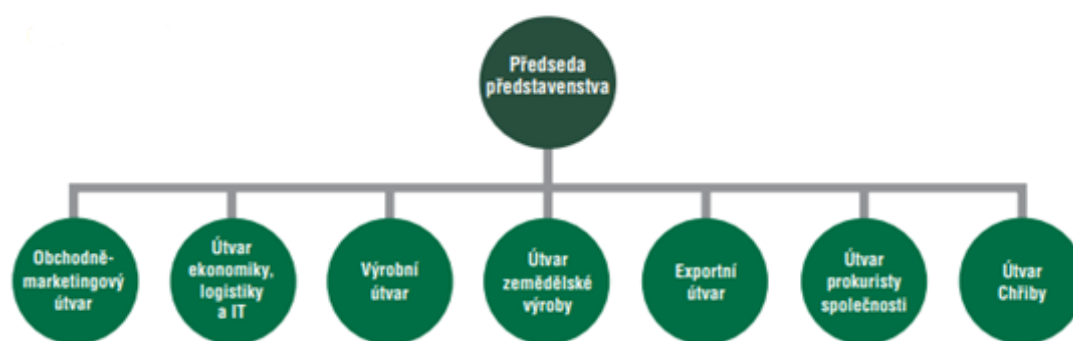 Předseda
představenstva
Obchodně-
marketingový
útvar
Útvar
ekonomiky,
logistiky
a IT
Výrobní
útvar
Útvar
zemědělské
výroby
Exportní
útvar
Útvar
prokuristy
společnosti
Útvar
Chřiby